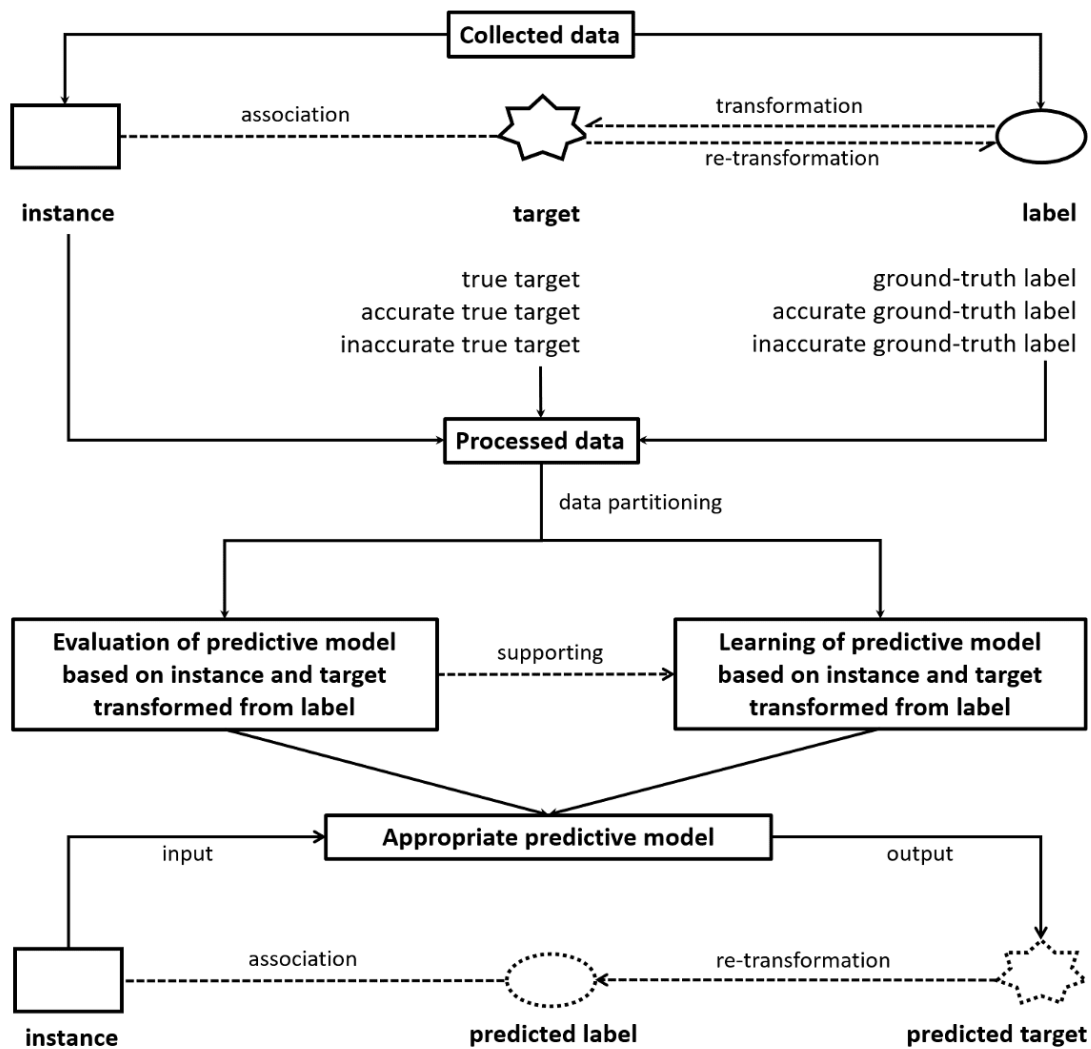 Collected data
association
transformation
re-transformation
instance
target
label
true target
accurate true target
inaccurate true target
ground-truth label
accurate ground-truth label
inaccurate ground-truth label
Processed data
data partitioning
Evaluation of predictive model
based on instance and target
transformed from label
supporting
Learning of predictive model
based on instance and target
transformed from label
Appropriate predictive model
input
output
association
re-transformation
instance
predicted label
predicted target